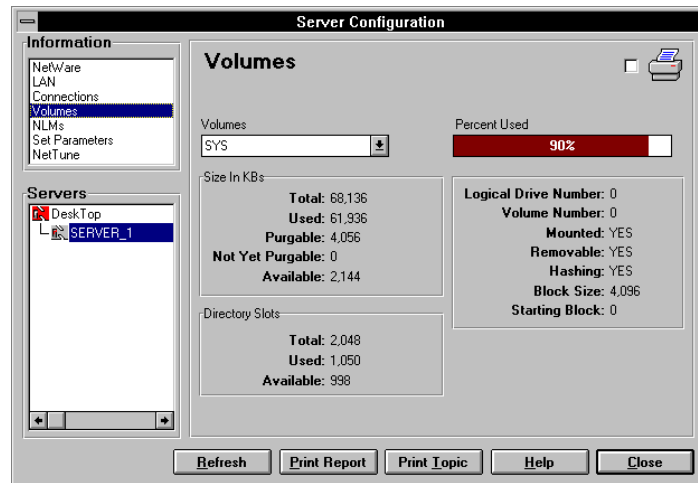 Server Configuration
Information
NetWare
LAN
Connections
Volumes
NLMs
Set Parameters
NetTune
Servers
DeskTop
SERVER_1
Volumes
Volumes
SYS
Percent Used
90%
Size In KBs
Total: 68,136
Used: 61,936
Purgable: 4,056
Not Yet Purgable: 0
Available: 2,144
Directory Slots
Total: 2,048
Used: 1,050
Available: 998
Logical Drive Number: 0
Volume Number: 0
Mounted: YES
Removable: YES
Hashing: YES
Block Size: 4,096
Starting Block: 0
Refresh
Print Report
Print Topic
Help
Close